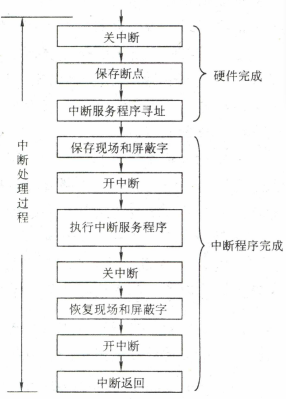 关中断
保存断点
中断服务程序寻址
硬件完成
保存现场和屏蔽字
开中断
执行中断服务程序
关中断
恢复现场和屏蔽字
开中断
中断返回
中断程序完成
中断处理过程